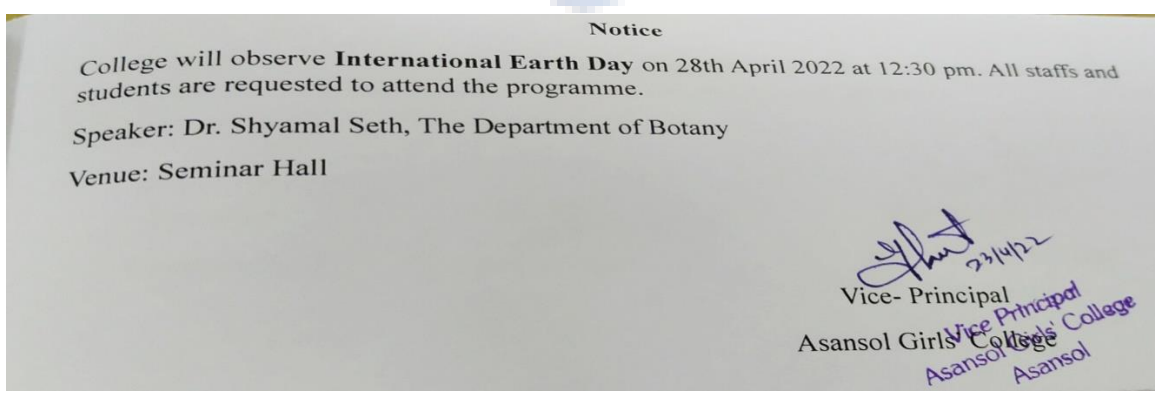 Notice
College will observe International Earth Day on 28th April 2022 at 12:30 pm. All staffs and
students are requested to attend the programme.
Speaker: Dr. Shyamal Seth, The Department of Botany
Venue: Seminar Hall
23/4/22
Vice- Principal
Asansol Girls' College
Vice Principal
Asansol Girls' College
Asansol